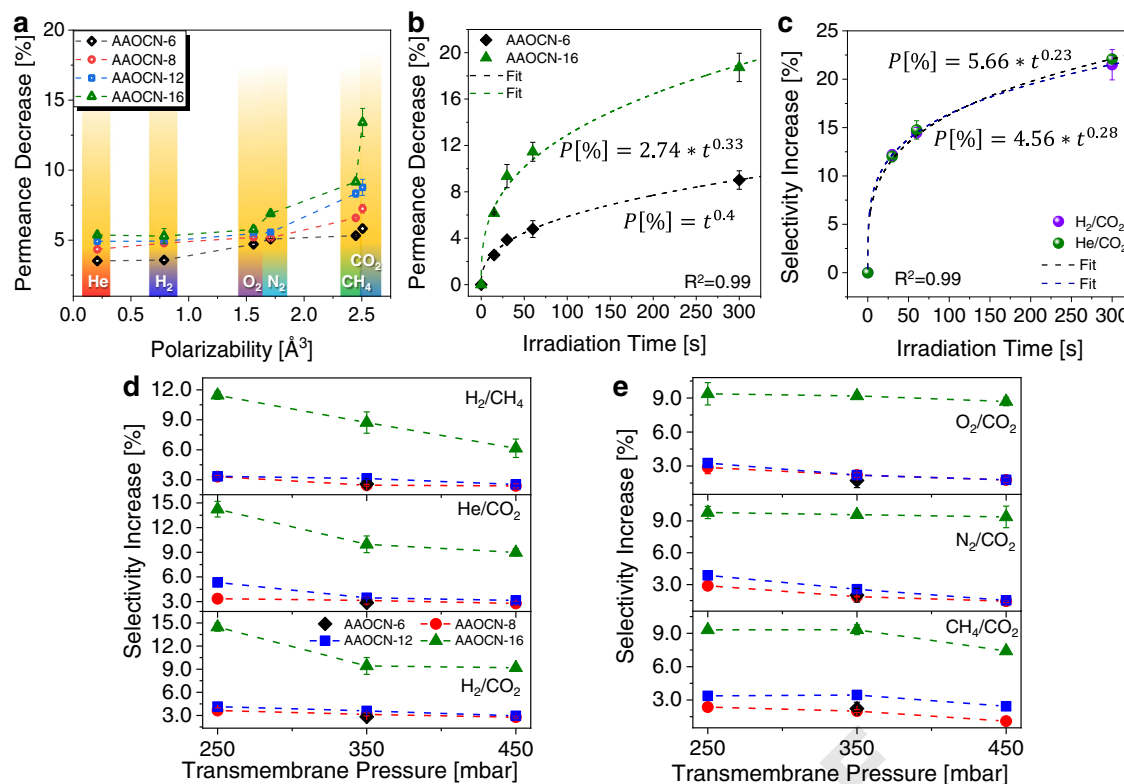 a
Permeance Decrease [%]
20
15
10
5
0
AAOCN-6
AAOCN-8
AAOCN-12
AAOCN-16
He
H₂
O₂
N₂
CH₄
CO₂
0.0 0.5 1.0 1.5 2.0 2.5
Polarizability [Å³]
b
Permeance Decrease [%]
20
16
12
8
4
0
AAOCN-6
AAOCN-16
Fit
Fit
P[%] = 2.74 * t^0.33
P[%] = t^0.4
R²=0.99
0 50 100 150 200 250 300
Irradiation Time [s]
c
Selectivity Increase [%]
25
20
15
10
5
0
P[%] = 5.66 * t^0.23
P[%] = 4.56 * t^0.28
H₂/CO₂
He/CO₂
Fit
Fit
R²=0.99
0 50 100 150 200 250 300
Irradiation Time [s]
d
Selectivity Increase [%]
12.0
9.0
6.0
3.0
H₂/CH₄
15.0
12.0
9.0
6.0
3.0
He/CO₂
15.0
12.0
9.0
6.0
3.0
AAOCN-6
AAOCN-8
AAOCN-12
AAOCN-16
H₂/CO₂
250 350 450
Transmembrane Pressure [mbar]
e
Selectivity Increase [%]
9.0
6.0
3.0
O₂/CO₂
9.0
6.0
3.0
N₂/CO₂
9.0
6.0
3.0
CH₄/CO₂
250 350 450
Transmembrane Pressure [mbar]